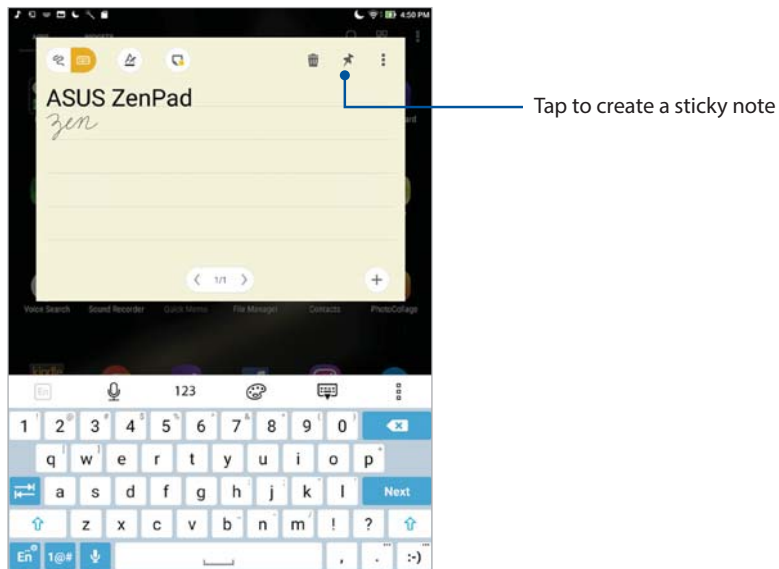 4:50 PM
ASUS ZenPad
zen
Tap to create a sticky note
1/1
Voice Search Sound Recorder Quick Memo File Manager Contacts PhotoCollage
En 123
1 2 3 4 5 6 7 8 9 0
q w e r t y u i o p
a s d f g h j k l Next
z x c v b n m ! ?
En 1@# , . :-)